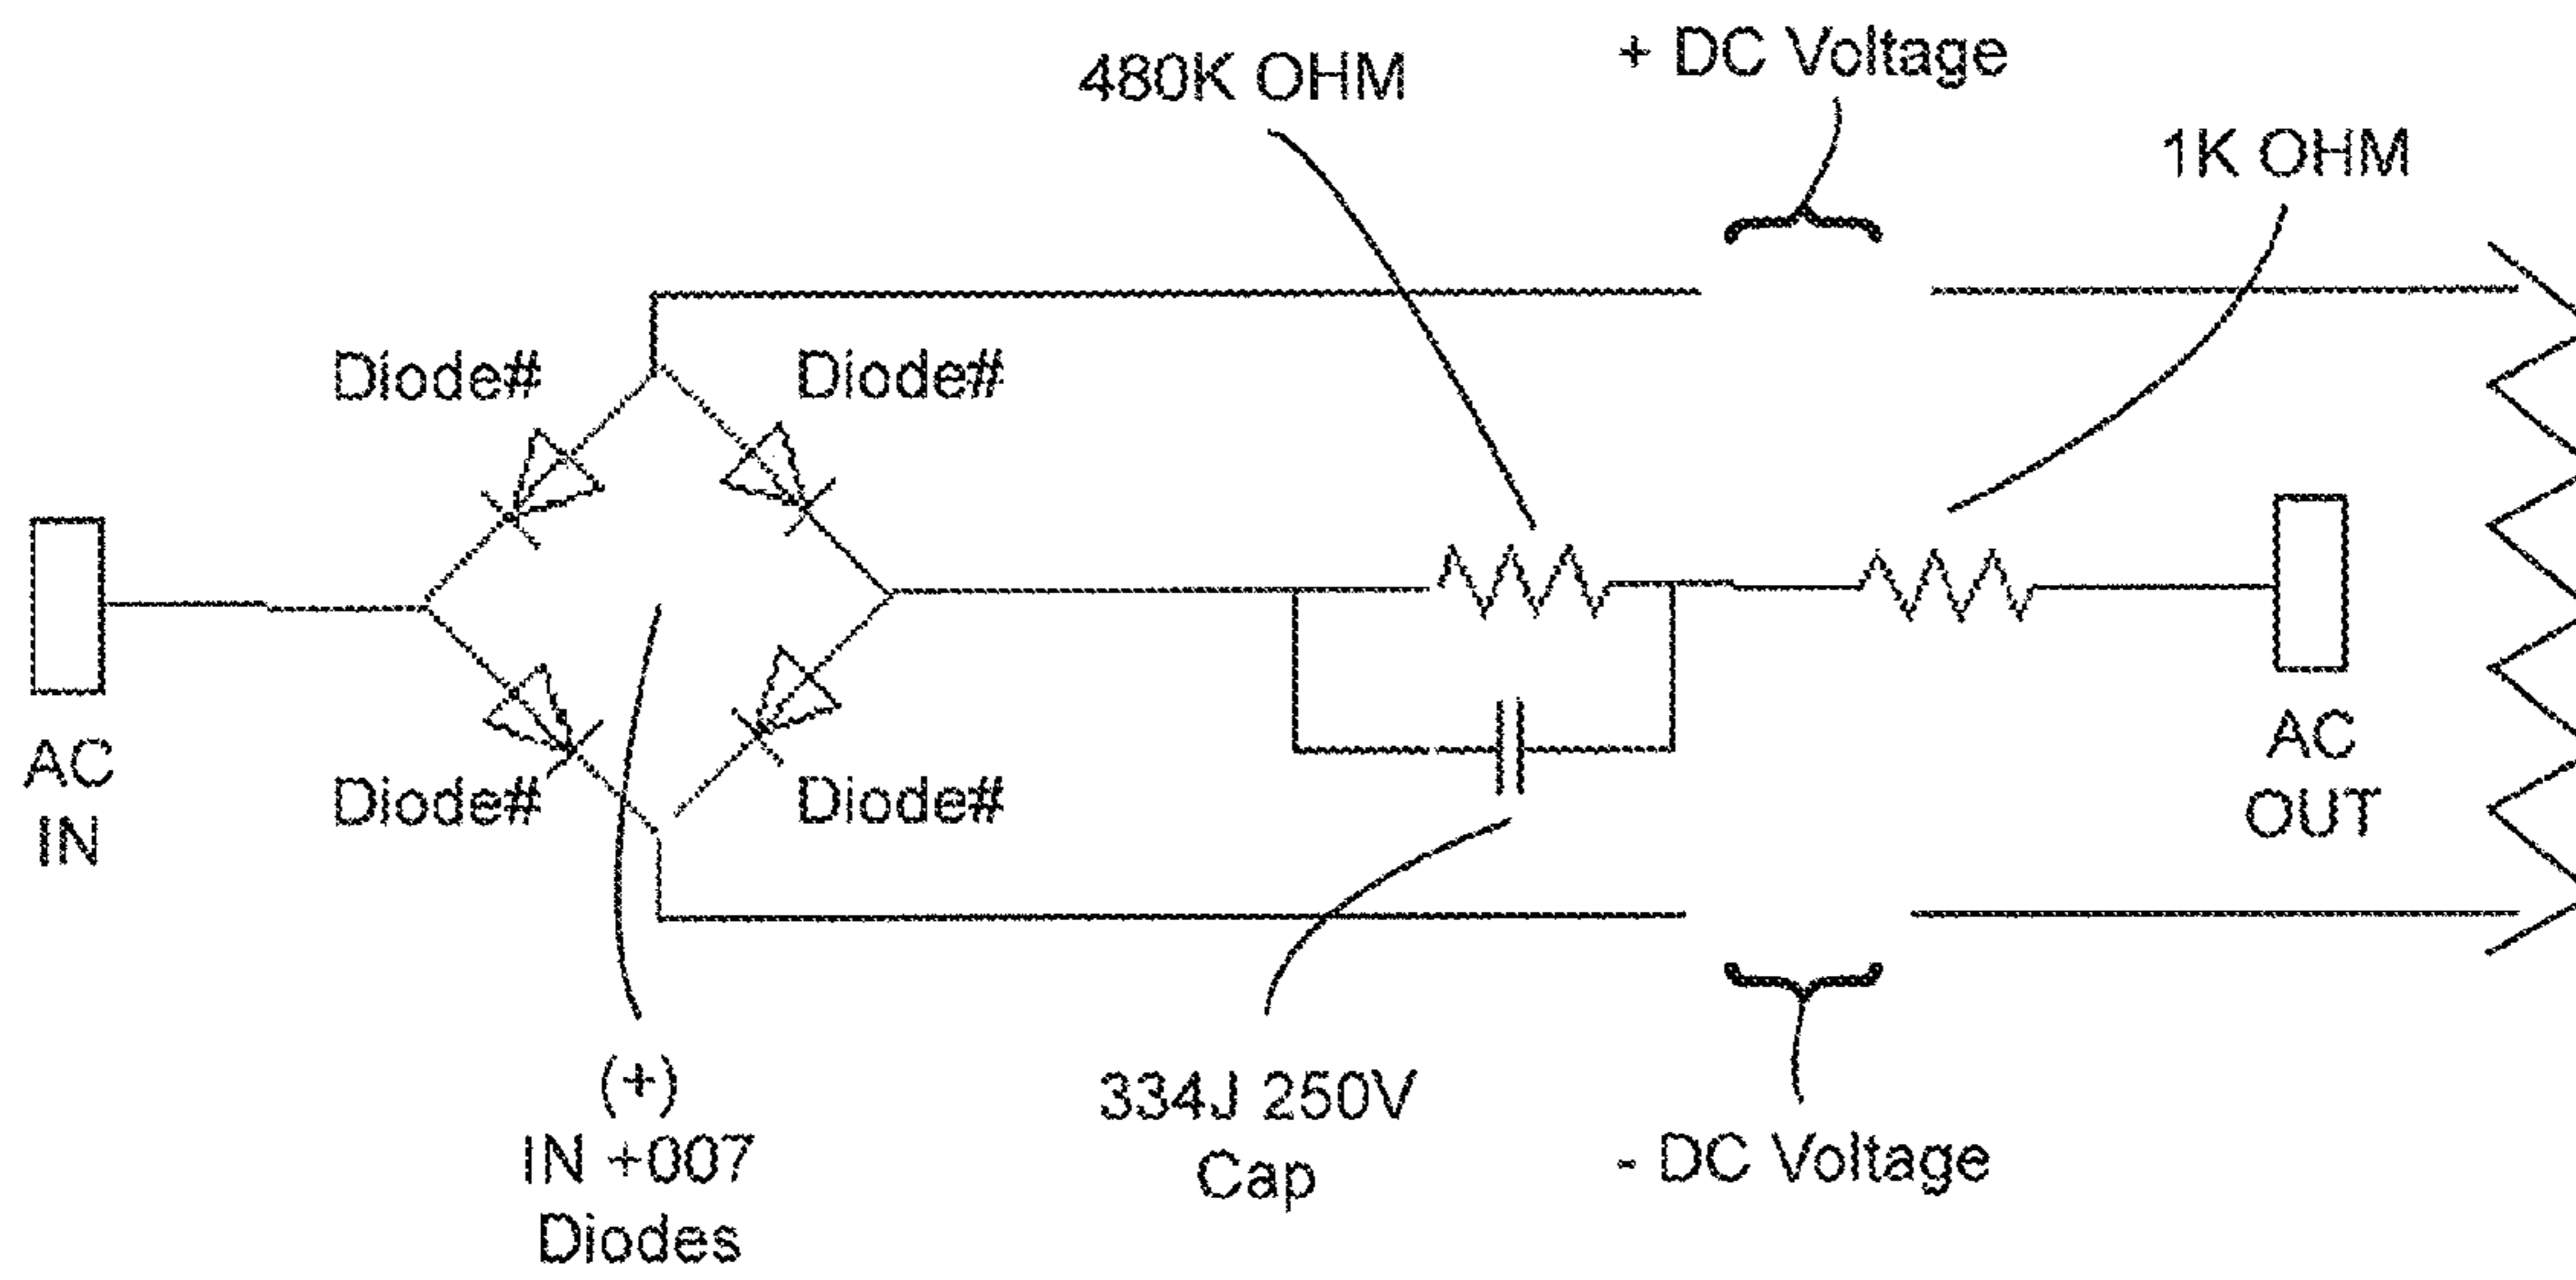 480K OHM
+ DC Voltage
1K OHM
Diode#
Diode#
AC
IN
Diode#
Diode#
AC
OUT
(+)
IN +007
Diodes
334J 250V
Cap
- DC Voltage